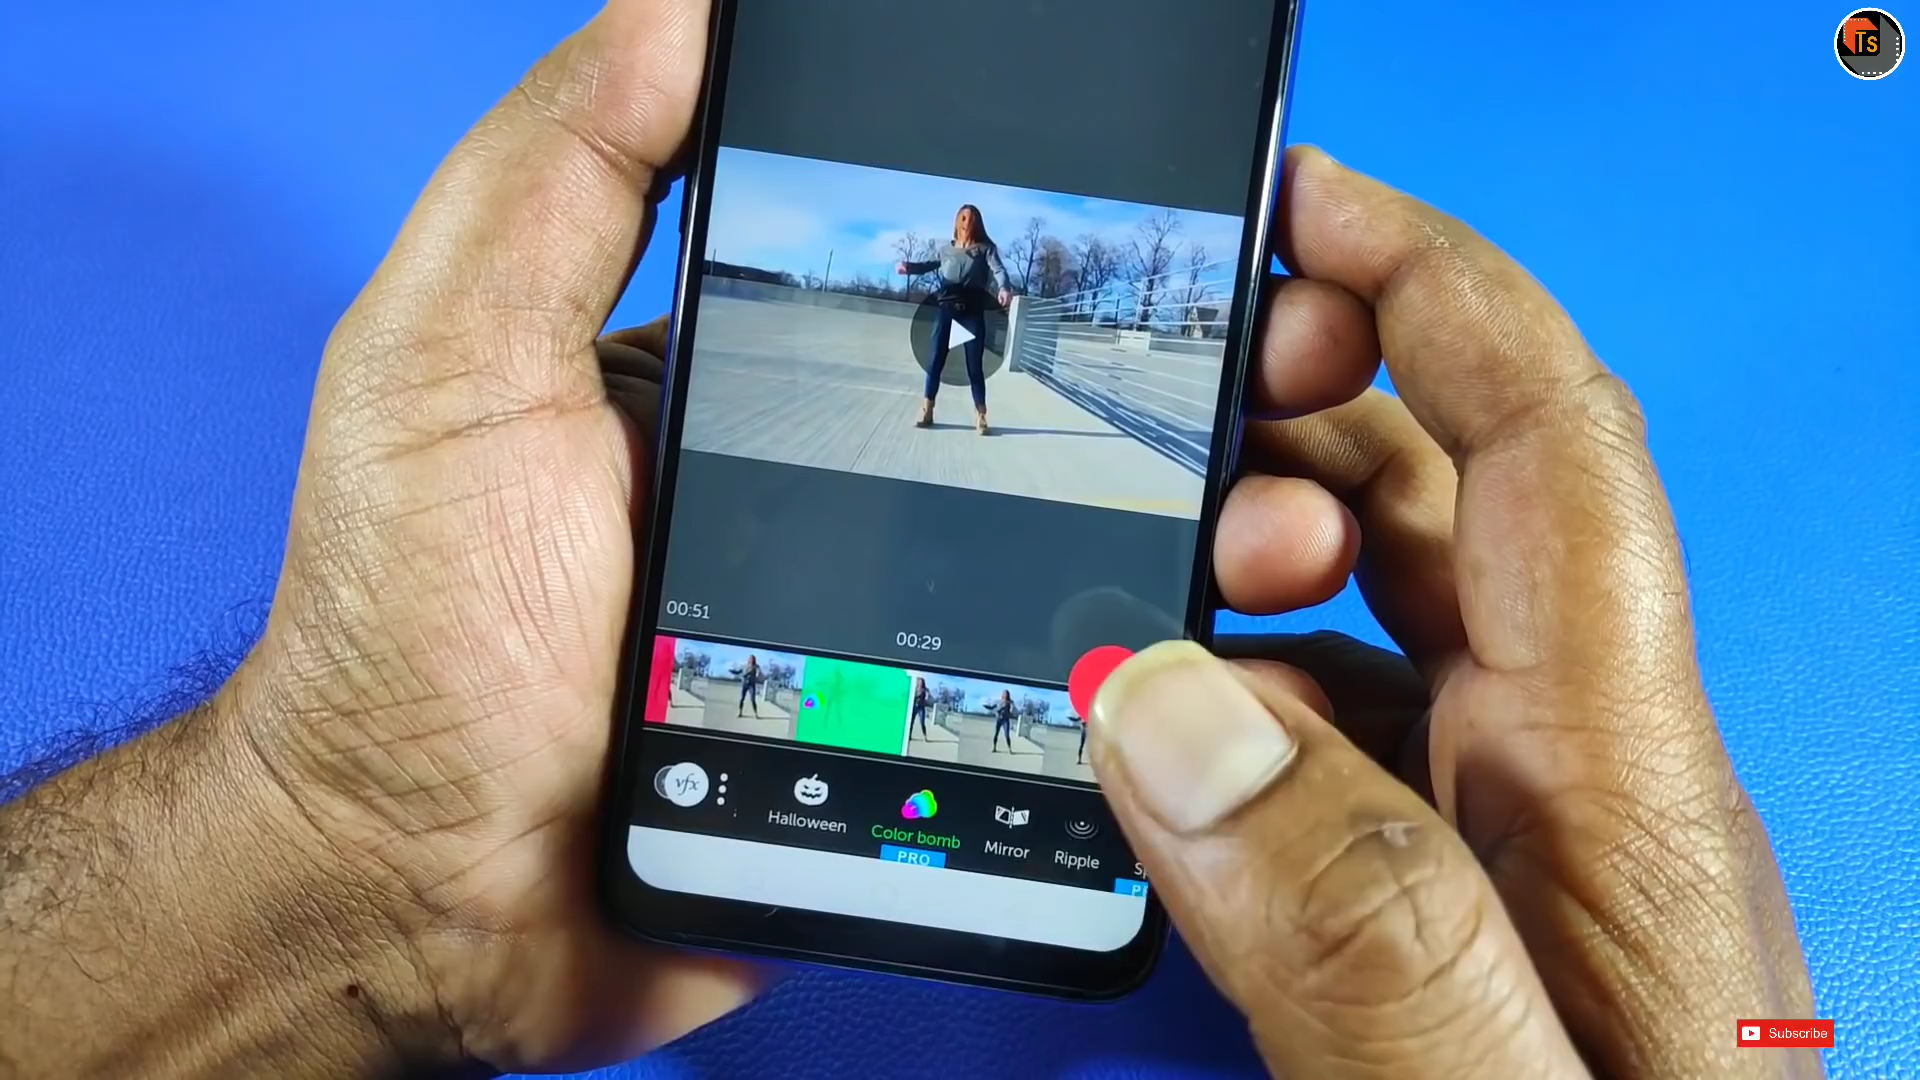 Ts
00:51
00:29
vfx
Halloween
Color bomb
PRO
Mirror
Ripple
Subscribe